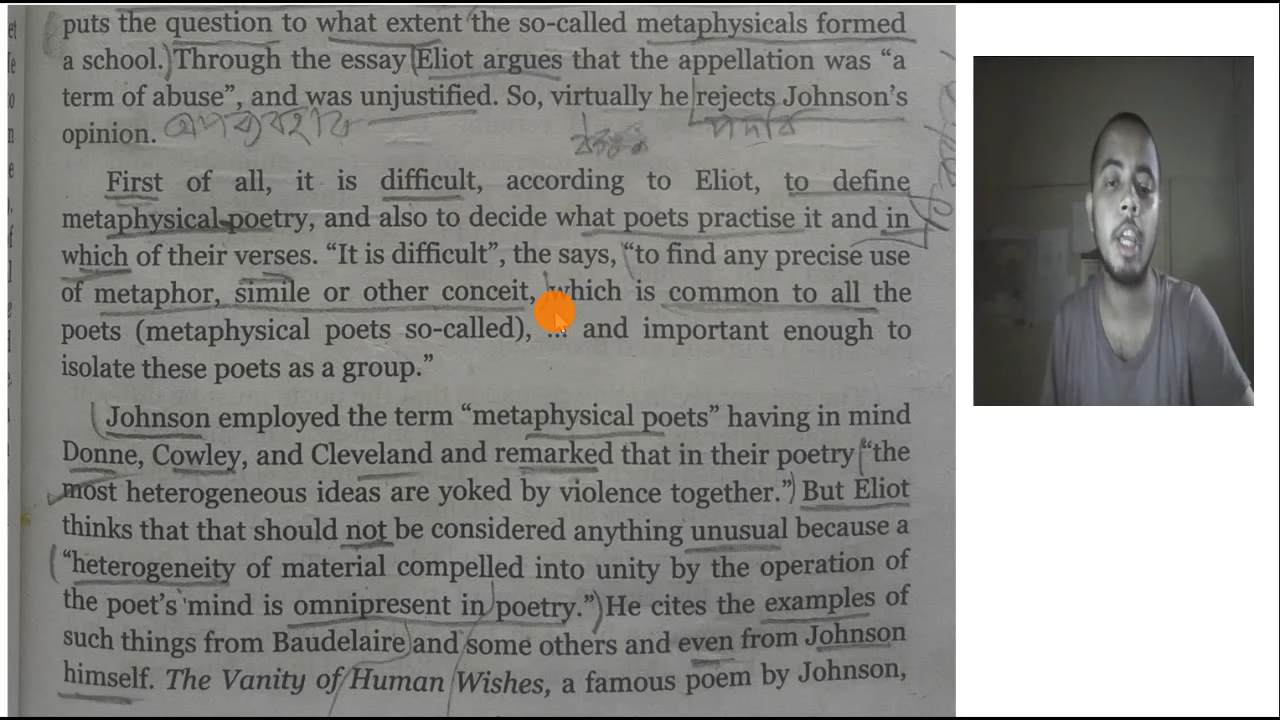 puts the question to what extent the so-called metaphysicals formed
a school. Through the essay Eliot argues that the appellation was “a
term of abuse”, and was unjustified. So, virtually he rejects Johnson’s
opinion. অপব্যবহার
First of all, it is difficult, according to Eliot, to define
metaphysical poetry, and also to decide what poets practise it and in
which of their verses. “It is difficult”, the says, “to find any precise use
of metaphor, simile or other conceit, which is common to all the
poets (metaphysical poets so-called), ... and important enough to
isolate these poets as a group.”
Johnson employed the term “metaphysical poets” having in mind
Donne, Cowley, and Cleveland and remarked that in their poetry “the
most heterogeneous ideas are yoked by violence together.” But Eliot
thinks that that should not be considered anything unusual because a
“heterogeneity of material compelled into unity by the operation of
the poet’s mind is omnipresent in poetry.” He cites the examples of
such things from Baudelaire and some others and even from Johnson
himself. The Vanity of Human Wishes, a famous poem by Johnson,